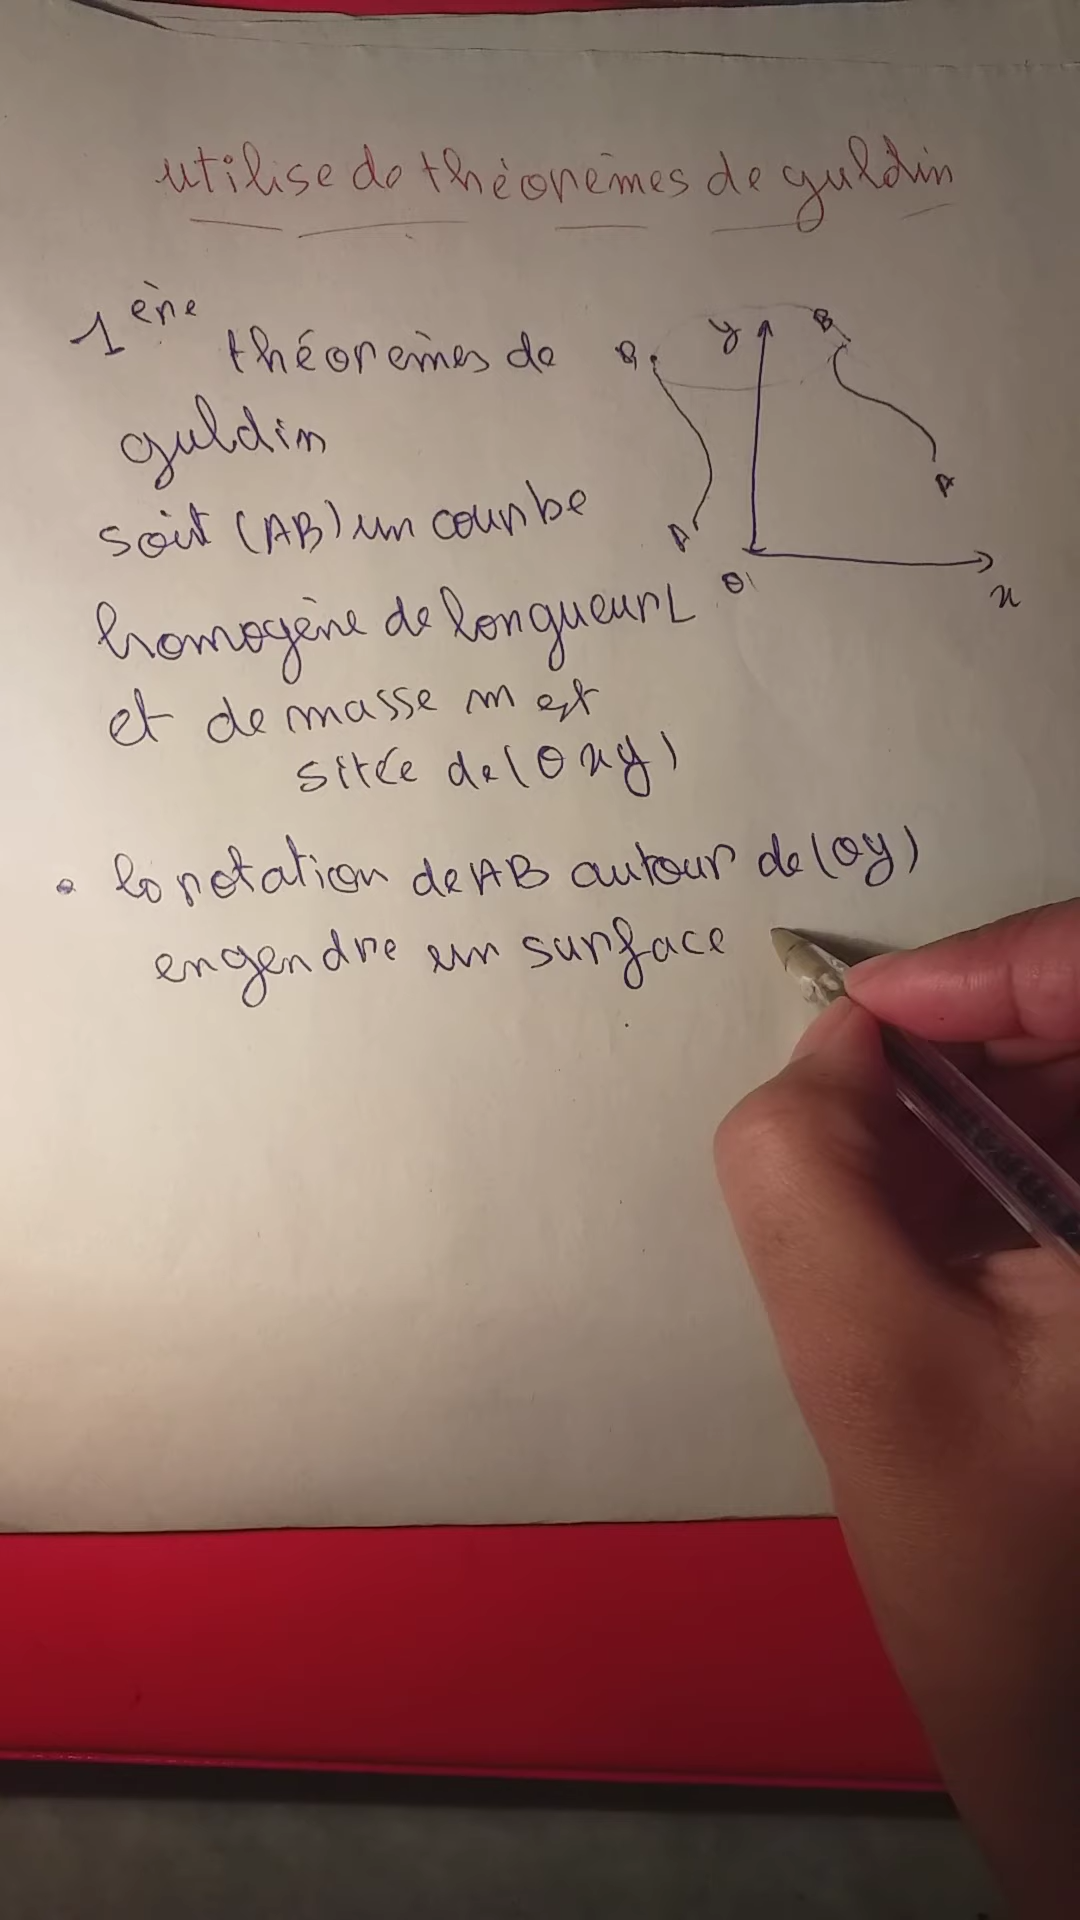 utilise de théorèmes de guldin
1ère théorèmes de
guldin
soit (AB) un courbe
homogène de longueur L
et de masse m est
sitée de (Oxy)
• la rotation de AB autour de (Oy)
engendre un surface
B y B
A A
O x